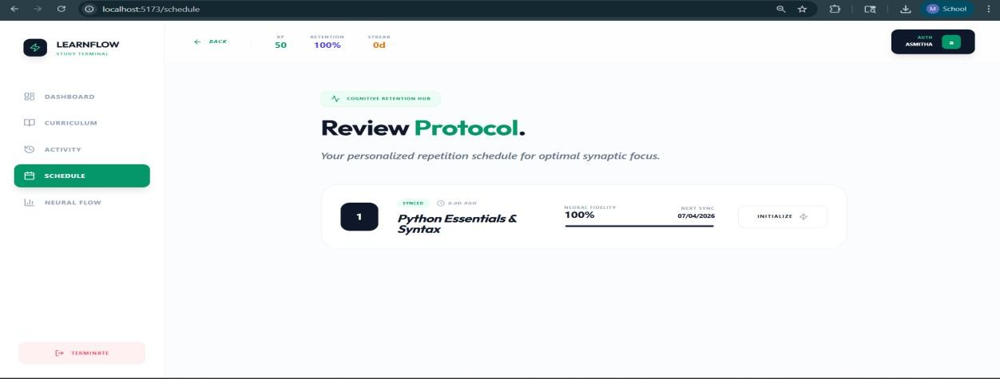 localhost:5173/schedule
M School
LEARNFLOW
STUDY TERMINAL
BACK
XP
50
RETENTION
100%
STREAK
0d
AUTH
ASMITHA
a
DASHBOARD
CURRICULUM
ACTIVITY
SCHEDULE
NEURAL FLOW
TERMINATE
COGNITIVE RETENTION HUB
Review Protocol.
Your personalized repetition schedule for optimal synaptic focus.
1
SYNCED
0.0D AGO
Python Essentials &
Syntax
NEURAL FIDELITY
100%
NEXT SYNC
07/04/2026
INITIALIZE